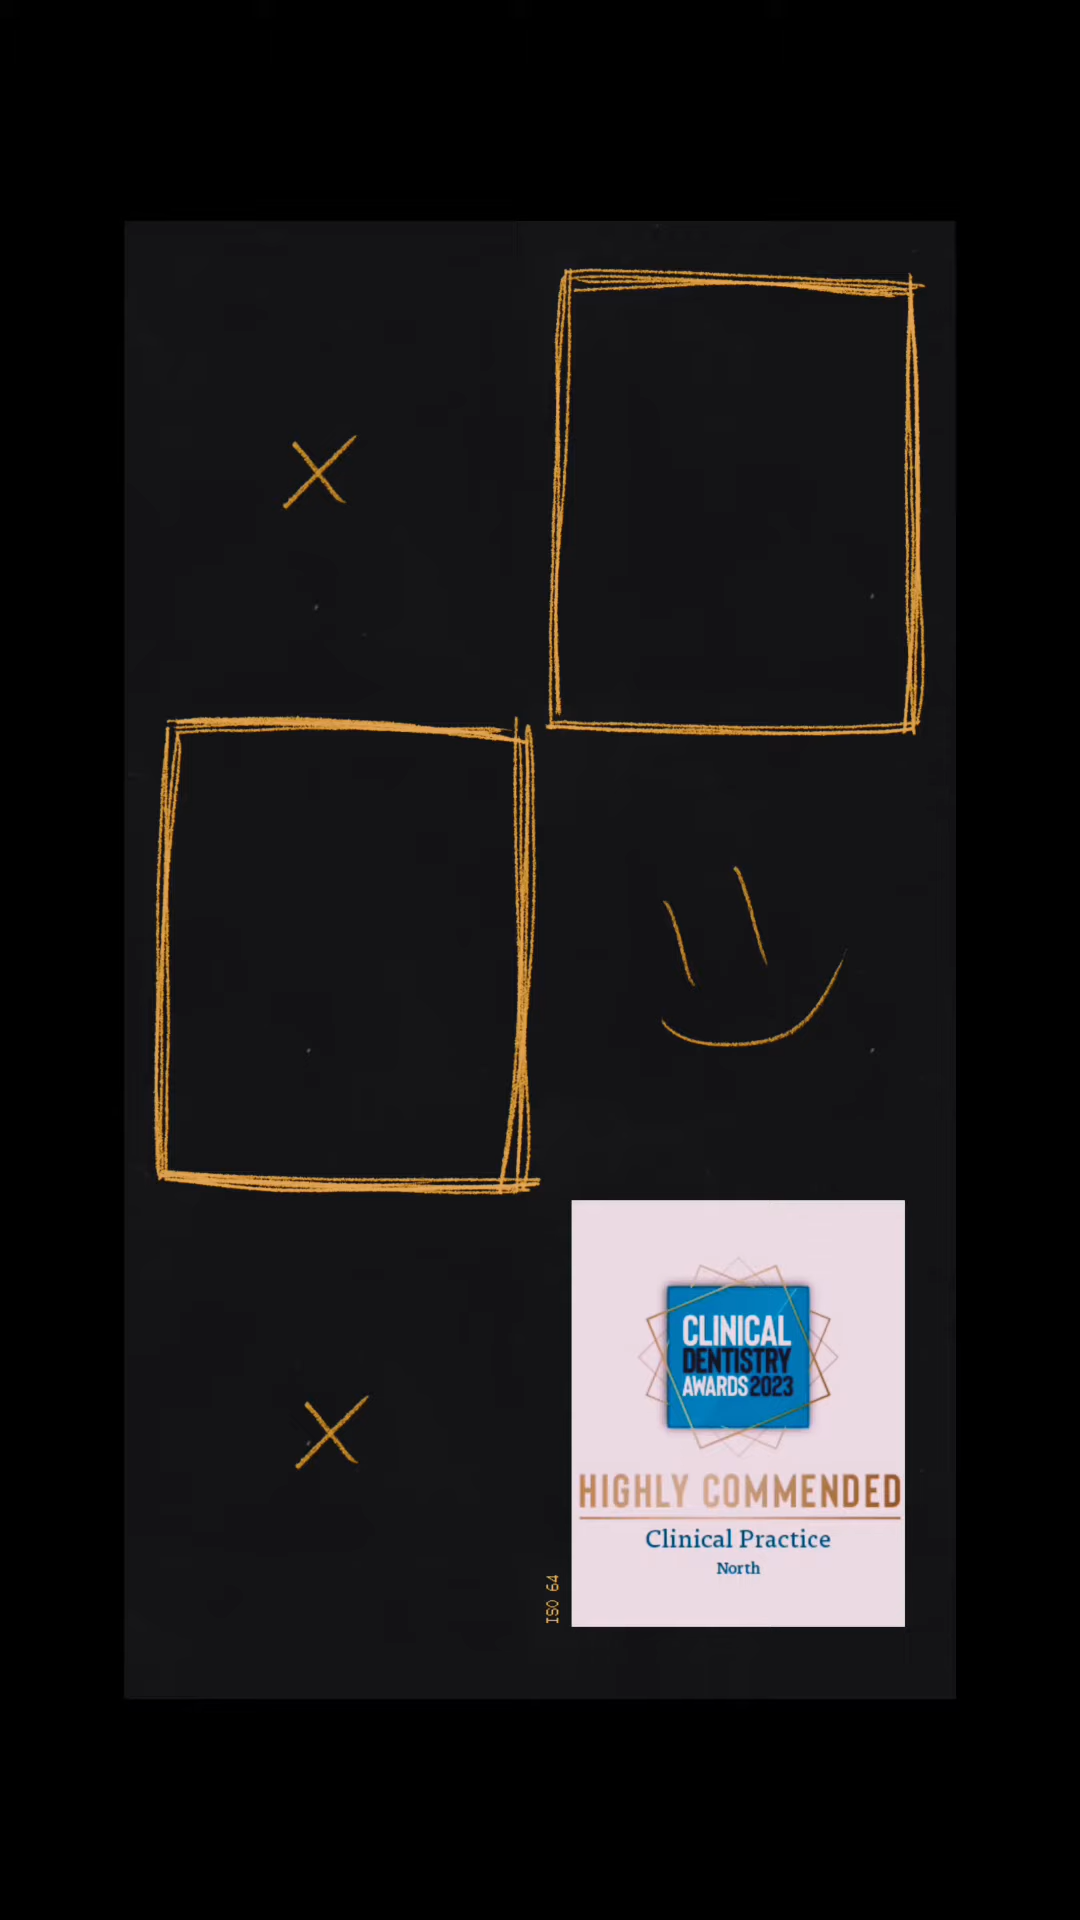 CLINICAL
DENTISTRY
AWARDS 2023
HIGHLY COMMENDED
Clinical Practice
North
ISO 64